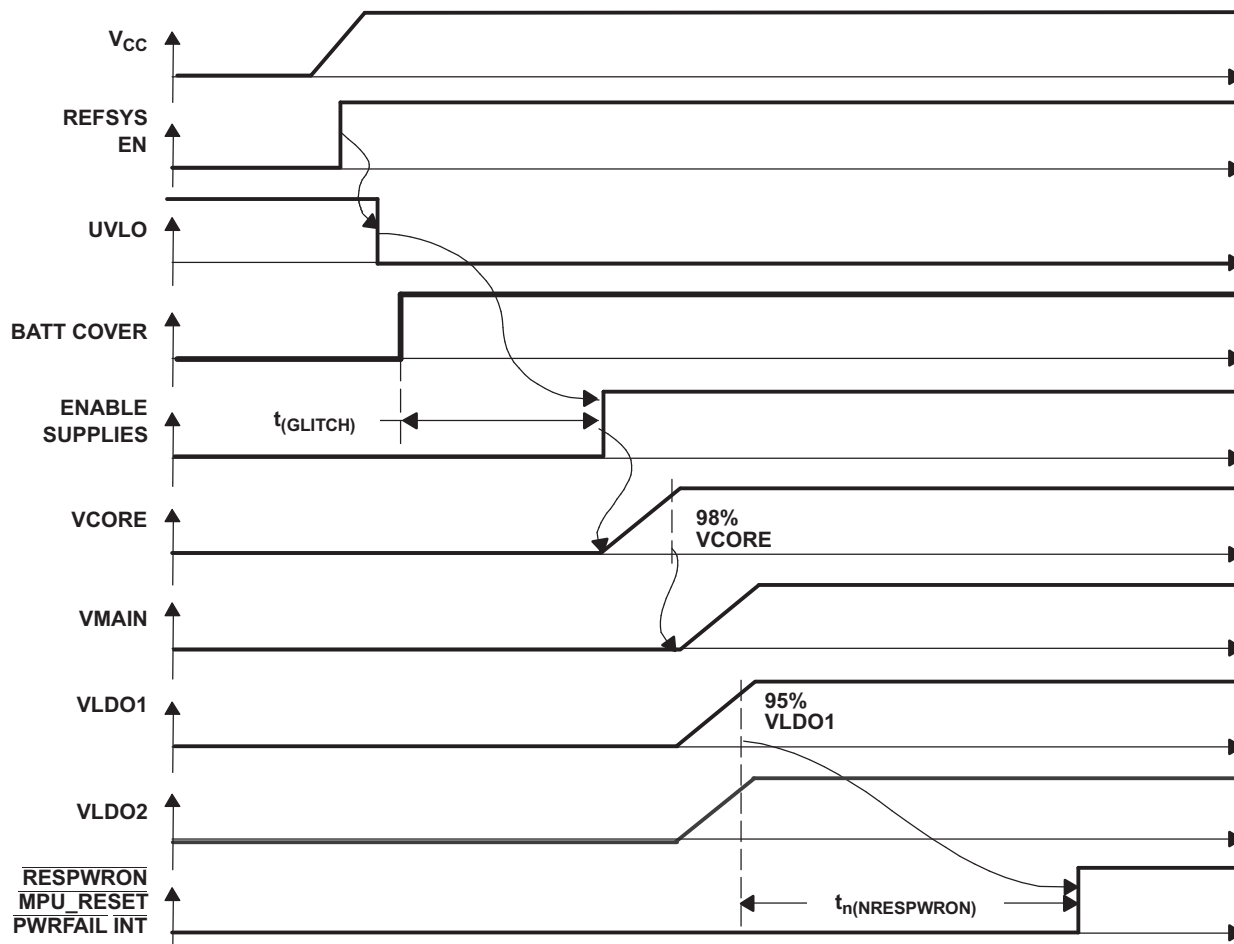 VCC
REFSYS
EN
UVLO
BATT COVER
ENABLE
SUPPLIES
t(GLITCH)
VCORE
98%
VCORE
VMAIN
VLDO1
95%
VLDO1
VLDO2
RESPWRON
MPU_RESET
PWRFAIL INT
tn(NRESPWRON)